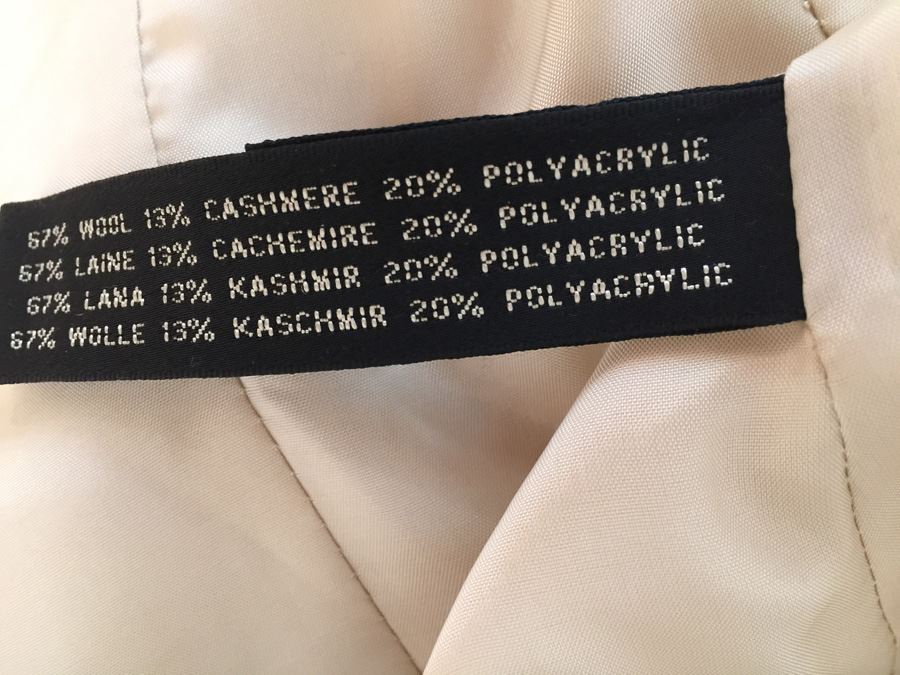 67% WOOL 13% CASHMERE 20% POLYACRYLIC
67% LAINE 13% CACHEMIRE 20% POLYACRYLIC
67% LANA 13% KASHMIR 20% POLYACRYLIC
67% WOLLE 13% KASCHMIR 20% POLYACRYLIC